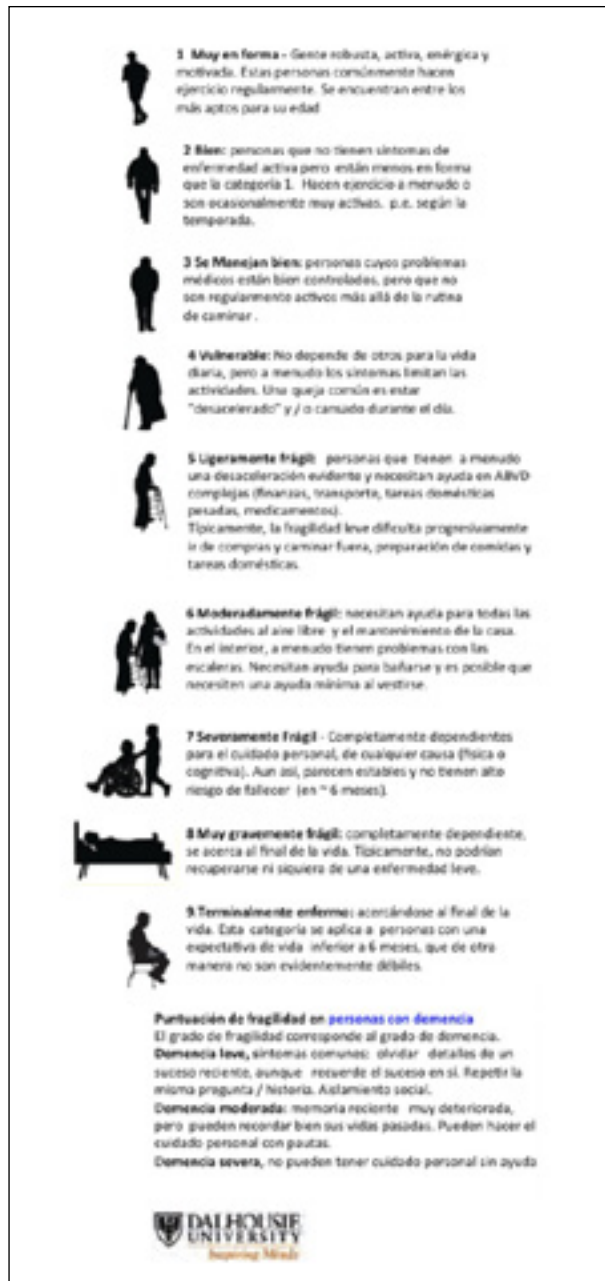 1 Muy en forma - Gente robusta, activa, enérgica y
motivada. Estas personas comúnmente hacen
ejercicio regularmente. Se encuentran entre los
más aptos para su edad
2 Bien: personas que no tienen síntomas de
enfermedad activa pero están menos en forma
que la categoría 1. Hacen ejercicio a menudo o
son ocasionalmente muy activas. p.e. según la
temporada.
3 Se Manejan bien: personas cuyos problemas
médicos están bien controlados, pero que no
son regularmente activos más allá de la rutina
de caminar .
4 Vulnerable: No depende de otros para la vida
diaria, pero a menudo los síntomas limitan las
actividades. Una queja común es estar
"desacelerado" y / o cansado durante el día.
5 Ligeramente frágil: personas que tienen a menudo
una desaceleración evidente y necesitan ayuda en ABVD
complejas (finanzas, transporte, tareas domésticas
pesadas, medicamentos).
Típicamente, la fragilidad leve dificulta progresivamente
ir de compras y caminar fuera, preparación de comidas y
tareas domésticas.
6 Moderadamente frágil: necesitan ayuda para todas las
actividades al aire libre y el mantenimiento de la casa.
En el interior, a menudo tienen problemas con las
escaleras. Necesitan ayuda para bañarse y es posible que
necesiten una ayuda mínima al vestirse.
7 Severamente Frágil - Completamente dependientes
para el cuidado personal, de cualquier causa (física o
cognitiva). Aun así, parecen estables y no tienen alto
riesgo de fallecer (en ~ 6 meses).
8 Muy gravemente frágil: completamente dependiente,
se acerca al final de la vida. Típicamente, no podrían
recuperarse ni siquiera de una enfermedad leve.
9.Terminalmente enfermo: acercándose al final de la
vida. Esta categoría se aplica a personas con una
expectativa de vida inferior a 6 meses, que de otra
manera no son evidentemente débiles.
Puntuación de fragilidad en personas con demencia
El grado de fragilidad corresponde al grado de demencia.
Demencia leve, síntomas comunes: olvidar detalles de un
suceso reciente, aunque recuerde el suceso en sí. Repetir la
misma pregunta / historia. Aislamiento social.
Demencia moderada: memoria reciente muy deteriorada,
pero pueden recordar bien sus vidas pasadas. Pueden hacer el
cuidado personal con pautas.
Demencia severa, no pueden tener cuidado personal sin ayuda
DALHOUSIE
UNIVERSITY
Inspiring Minds